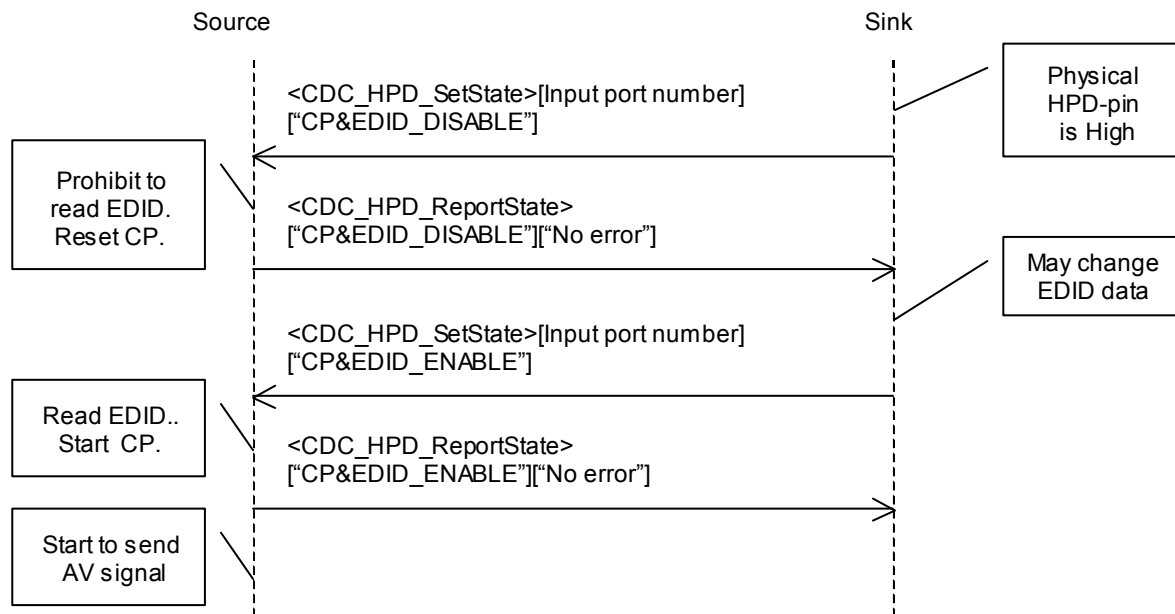 Source
Sink
Physical
HPD-pin
is High
<CDC_HPD_SetState>[Input port number]
[“CP&EDID_DISABLE”]
Prohibit to
read EDID.
Reset CP.
<CDC_HPD_ReportState>
[“CP&EDID_DISABLE”][“No error”]
May change
EDID data
<CDC_HPD_SetState>[Input port number]
[“CP&EDID_ENABLE”]
Read EDID..
Start CP.
<CDC_HPD_ReportState>
[“CP&EDID_ENABLE”][“No error”]
Start to send
AV signal